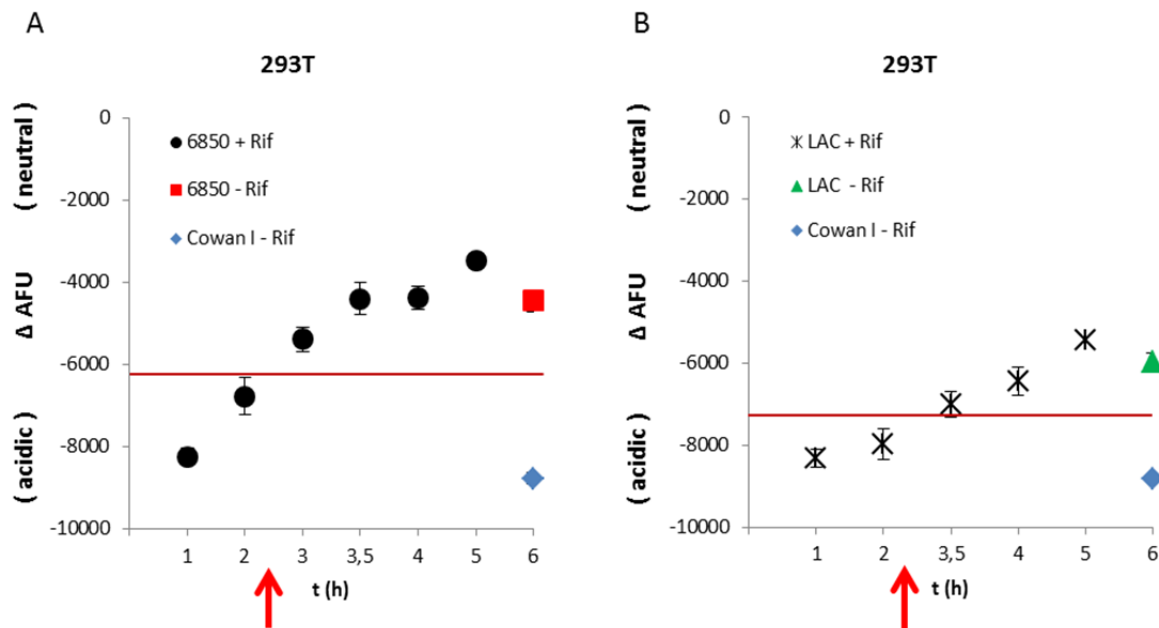 A
293T
( neutral )
Δ AFU
( acidic )
0
-2000
-4000
-6000
-8000
-10000
6850 + Rif
6850 - Rif
Cowan I - Rif
1 2 3 3,5 4 5 6
t (h)
B
293T
( neutral )
Δ AFU
( acidic )
0
-2000
-4000
-6000
-8000
-10000
LAC + Rif
LAC - Rif
Cowan I - Rif
1 2 3,5 4 5 6
t (h)